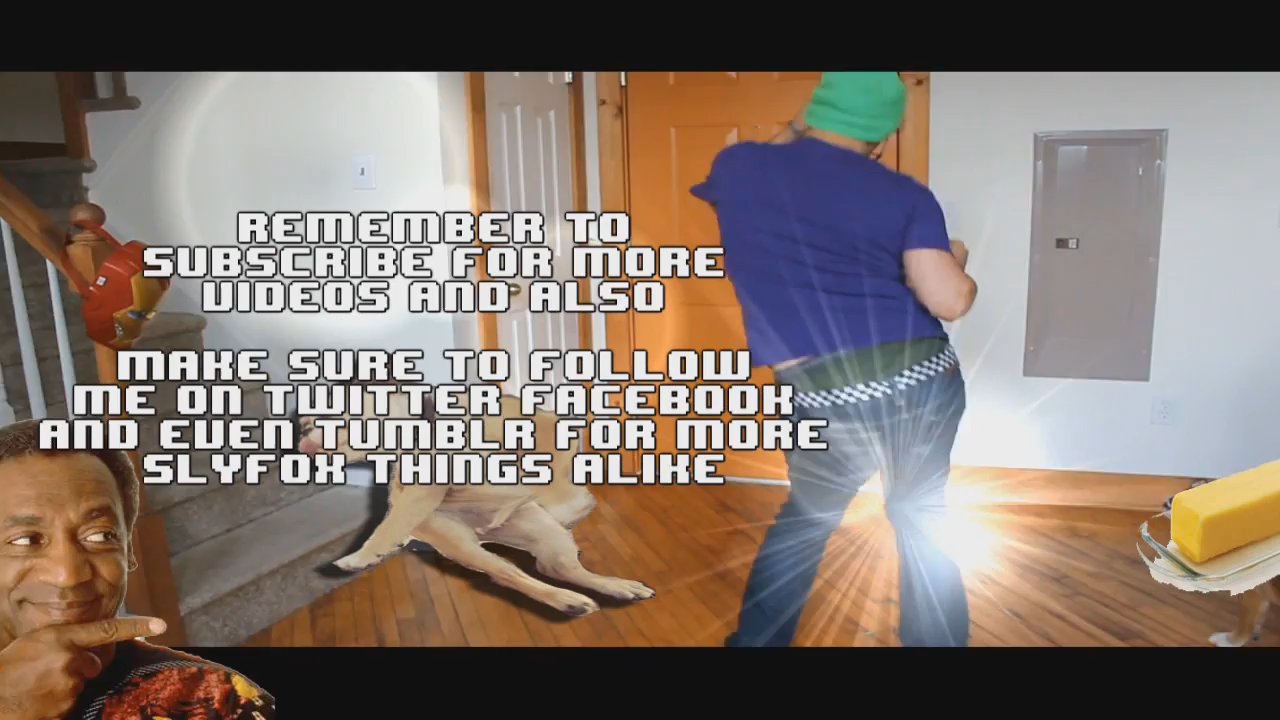 REMEMBER TO
SUBSCRIBE FOR MORE
VIDEOS AND ALSO
MAKE SURE TO FOLLOW
ME ON TWITTER FACEBOOK
AND EVEN TUMBLR FOR MORE
SLYFOX THINGS ALIKE